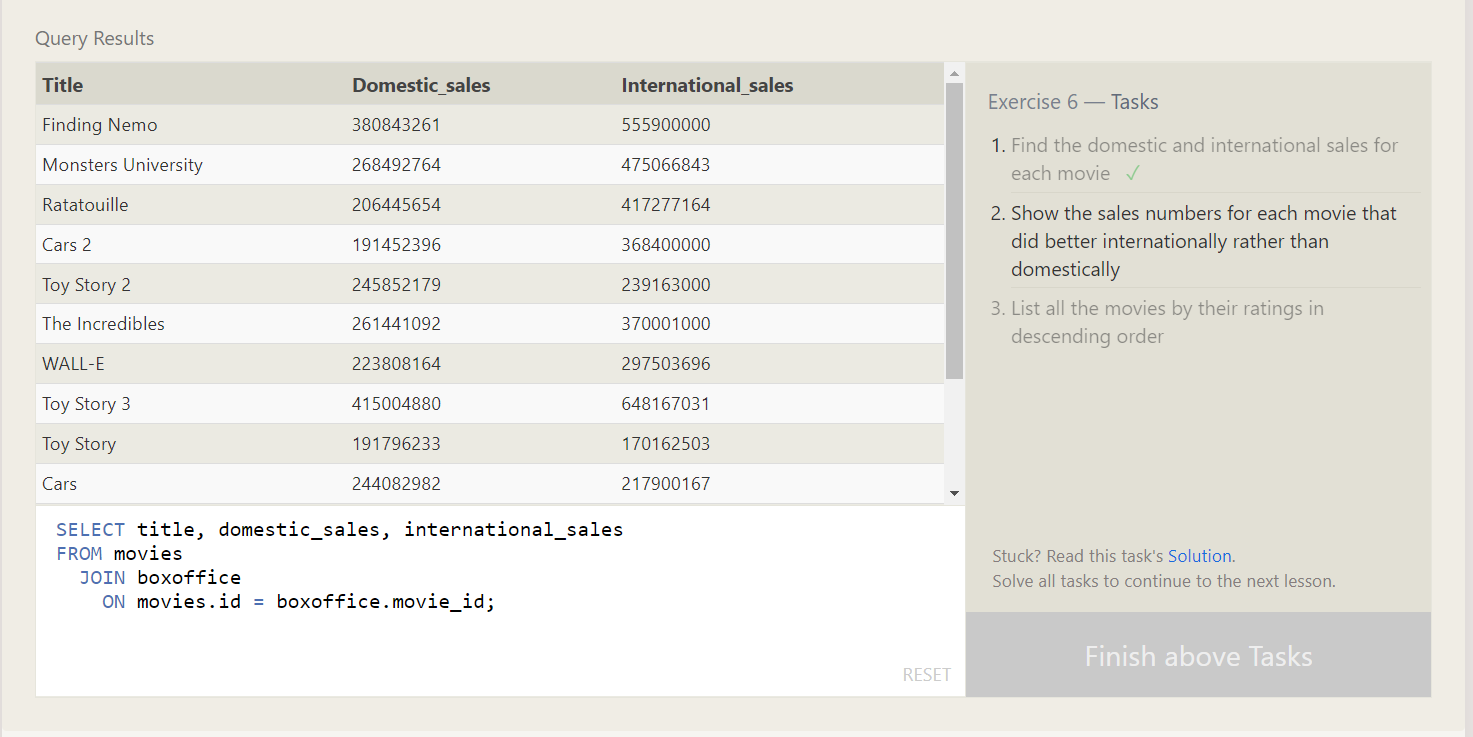 Query Results
Title Domestic_sales International_sales
Finding Nemo 380843261 555900000
Monsters University 268492764 475066843
Ratatouille 206445654 417277164
Cars 2 191452396 368400000
Toy Story 2 245852179 239163000
The Incredibles 261441092 370001000
WALL-E 223808164 297503696
Toy Story 3 415004880 648167031
Toy Story 191796233 170162503
Cars 244082982 217900167
SELECT title, domestic_sales, international_sales
FROM movies
JOIN boxoffice
ON movies.id = boxoffice.movie_id;
RESET
Exercise 6 — Tasks
1. Find the domestic and international sales for
each movie ✓
2. Show the sales numbers for each movie that
did better internationally rather than
domestically
3. List all the movies by their ratings in
descending order
Stuck? Read this task's Solution.
Solve all tasks to continue to the next lesson.
Finish above Tasks